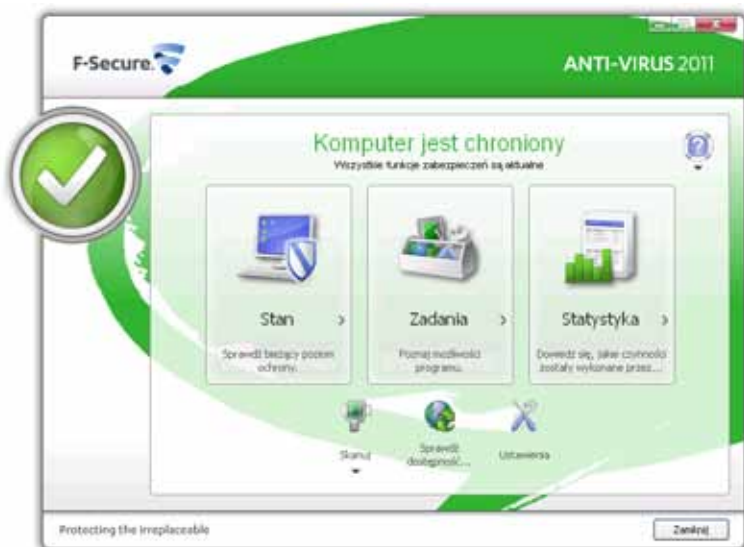 F-Secure.
ANTI-VIRUS 2011
Komputer jest chroniony
Wszystkie funkcje zabezpieczeń są aktualne
Stan
Zadania
Statystyka
Sprawdź bieżący poziom
ochrony.
Poznaj możliwości
programu.
Dowiedz się, jakie czynności
zostały wykonane przez...
Skanuj
Sprawdź
dostępność...
Ustawienia
Protecting the irreplaceable
Zamknij